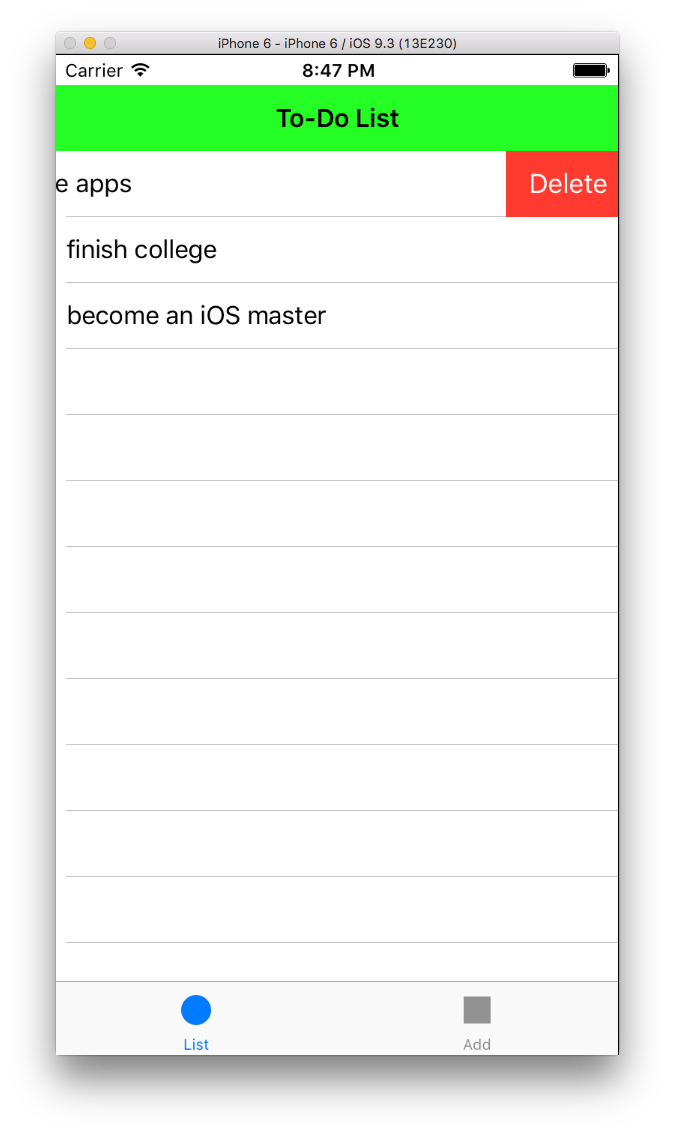 iPhone 6 - iPhone 6 / iOS 9.3 (13E230)
Carrier 8:47 PM
To-Do List
e apps Delete
finish college
become an iOS master
List Add